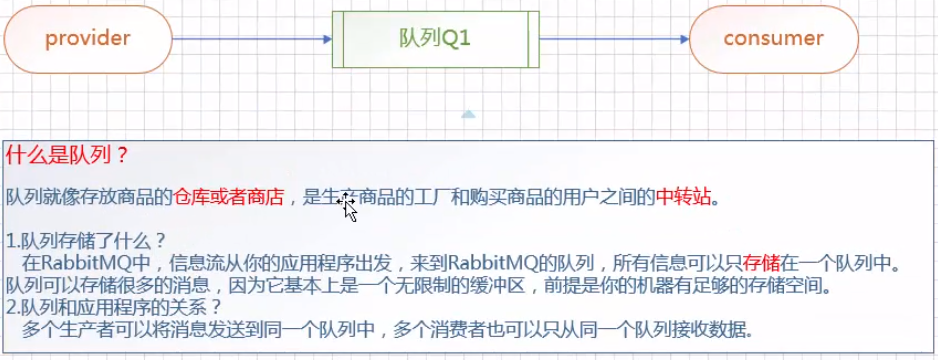 provider 队列Q1 consumer
什么是队列？
队列就像存放商品的仓库或者商店，是生产商品的工厂和购买商品的用户之间的中转站。
1.队列存储了什么？
在RabbitMQ中，信息流从你的应用程序出发，来到RabbitMQ的队列，所有信息可以只存储在一个队列中。
队列可以存储很多的消息，因为它基本上是一个无限制的缓冲区，前提是你的机器有足够的存储空间。
2.队列和应用程序的关系？
多个生产者可以将消息发送到同一个队列中，多个消费者也可以只从同一个队列接收数据。